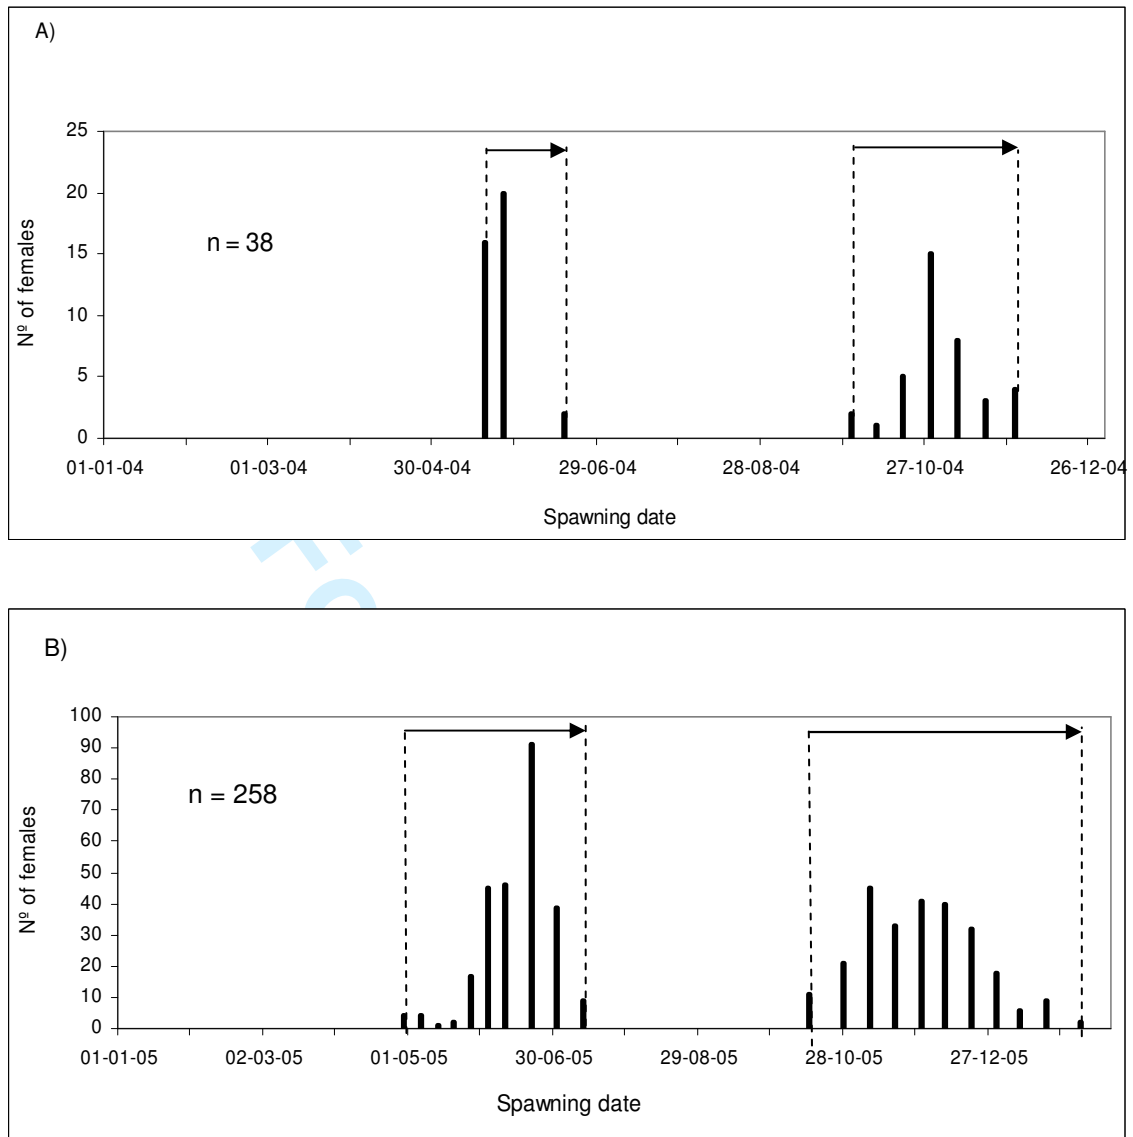 A)
25
20
15
10
5
0
Nº of females
n = 38
01-01-04 01-03-04 30-04-04 29-06-04 28-08-04 27-10-04 26-12-04
Spawning date
B)
100
90
80
70
60
50
40
30
20
10
0
Nº of females
n = 258
01-01-05 02-03-05 01-05-05 30-06-05 29-08-05 28-10-05 27-12-05
Spawning date